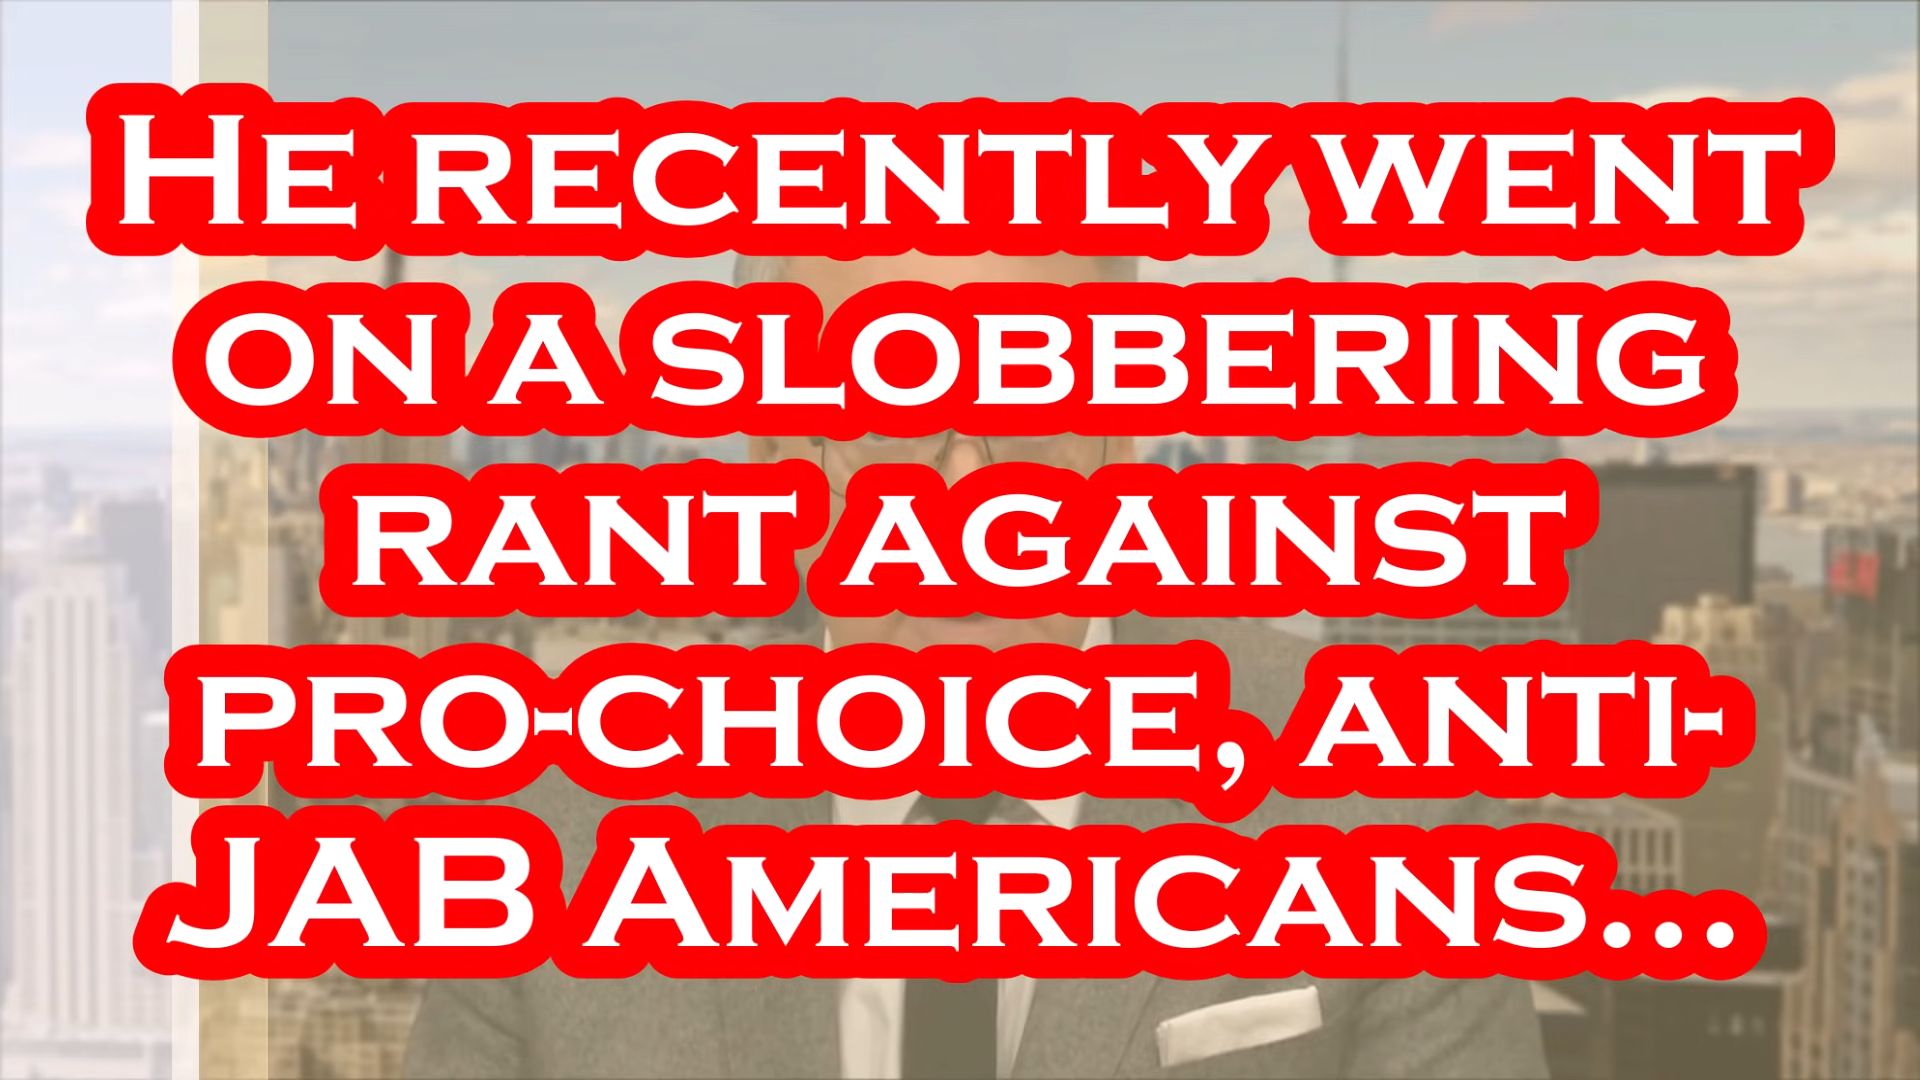 He recently went
on a slobbering
rant against
pro-choice, anti-
JAB Americans...